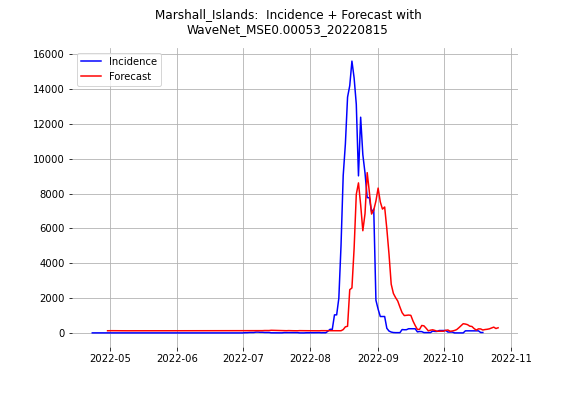 Marshall_Islands:  Incidence + Forecast with
WaveNet_MSE0.00053_20220815
Incidence
Forecast
16000
14000
12000
10000
8000
6000
4000
2000
0
2022-05 2022-06 2022-07 2022-08 2022-09 2022-10 2022-11